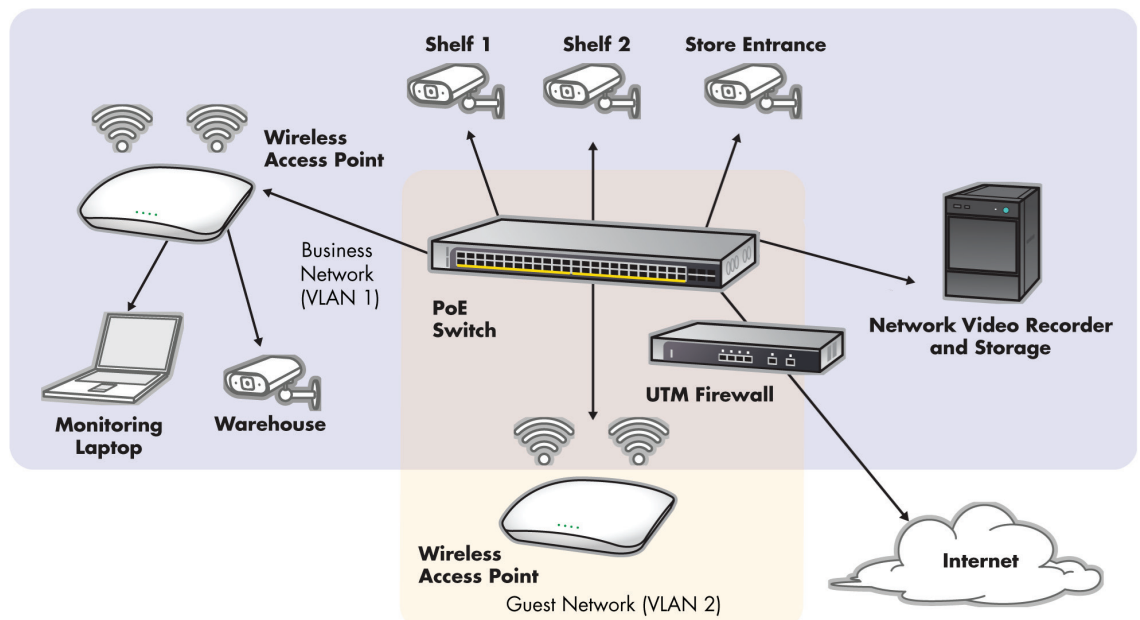 Shelf 1
Shelf 2
Store Entrance
Wireless
Access Point
Business
Network
(VLAN 1)
PoE
Switch
Network Video Recorder
and Storage
UTM Firewall
Monitoring
Laptop
Warehouse
Wireless
Access Point
Internet
Guest Network (VLAN 2)